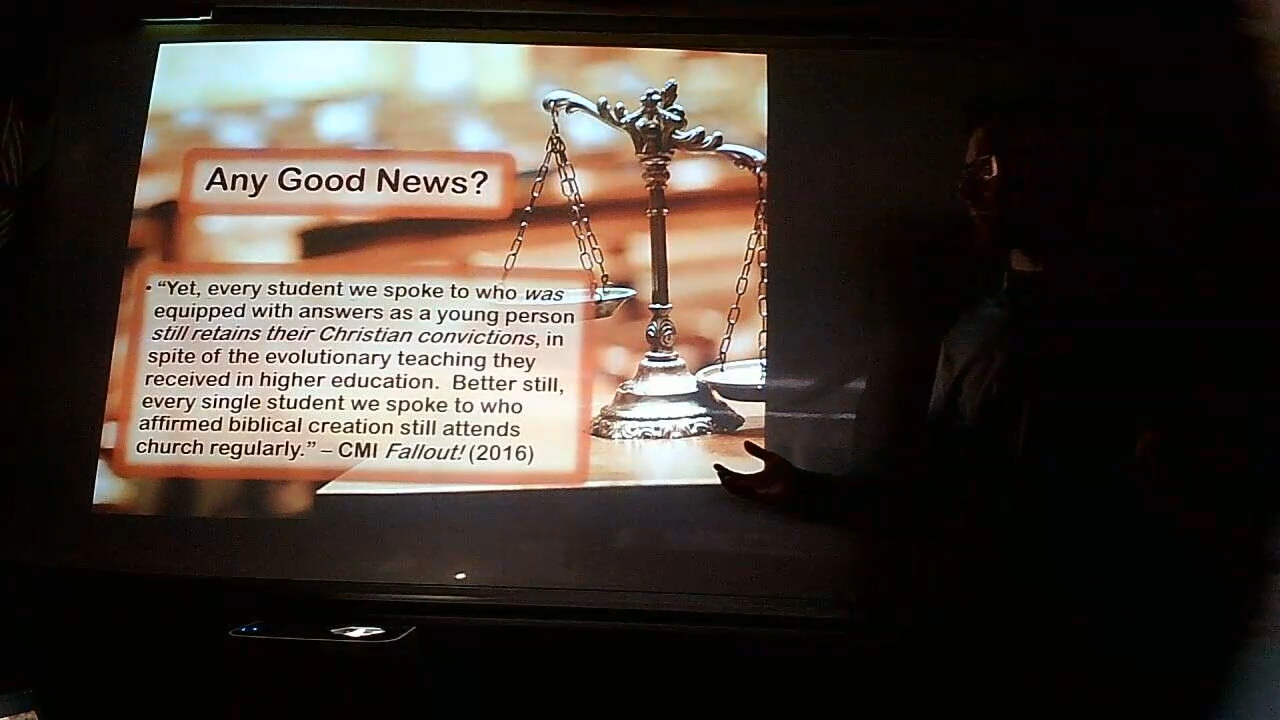 Any Good News?
• “Yet, every student we spoke to who was
equipped with answers as a young person
still retains their Christian convictions, in
spite of the evolutionary teaching they
received in higher education. Better still,
every single student we spoke to who
affirmed biblical creation still attends
church regularly.” – CMI Fallout! (2016)